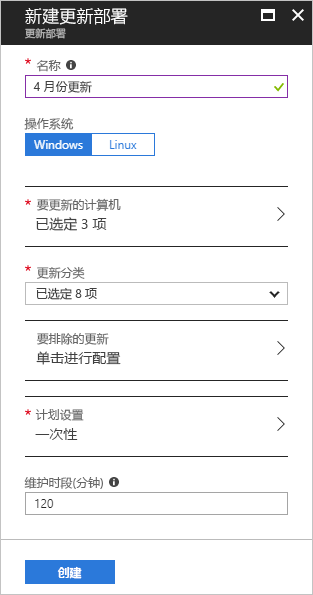 新建更新部署
更新部署
* 名称
4 月份更新
操作系统
Windows Linux
* 要更新的计算机
已选定 3 项
* 更新分类
已选定 8 项
要排除的更新
单击进行配置
* 计划设置
一次性
维护时段(分钟)
120
创建